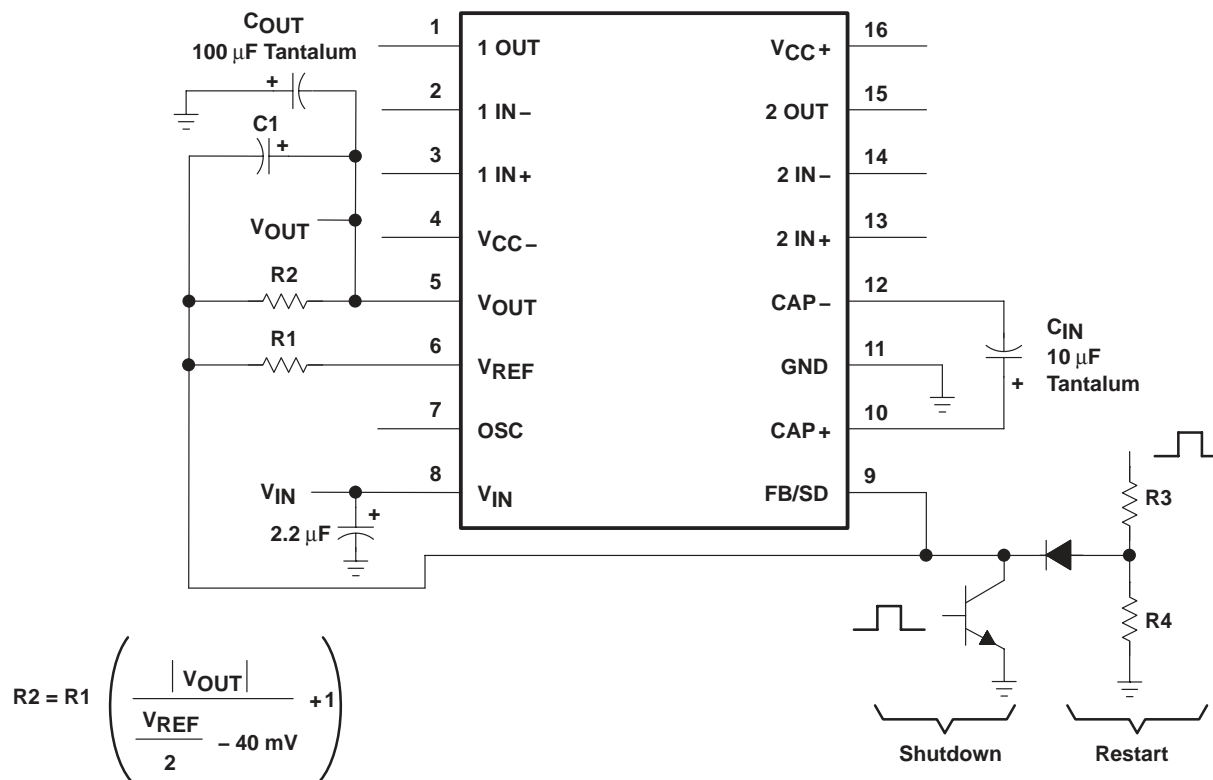 COUT
100 µF Tantalum
+
C1
+
VOUT
R2
R1
VIN
2.2 µF
+
1
1 OUT
2
1 IN−
3
1 IN+
4
VCC−
5
VOUT
6
VREF
7
OSC
8
VIN
16
VCC+
15
2 OUT
14
2 IN−
13
2 IN+
12
CAP−
11
GND
10
CAP+
9
FB/SD
CIN
10 µF
Tantalum
+
R3
R4
Shutdown
Restart
R2 = R1 ( |VOUT| / (VREF / 2 − 40 mV) + 1 )